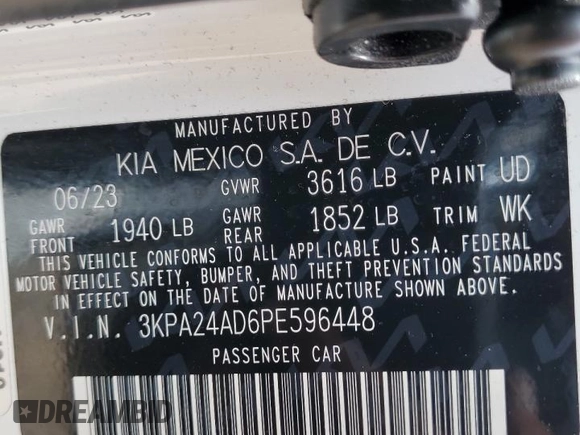 MANUFACTURED BY
KIA MEXICO S.A. DE C.V.
06/23 GVWR 3616 LB PAINT UD
GAWR FRONT 1940 LB GAWR REAR 1852 LB TRIM WK
THIS VEHICLE CONFORMS TO ALL APPLICABLE U.S.A. FEDERAL
MOTOR VEHICLE SAFETY, BUMPER, AND THEFT PREVENTION STANDARDS
IN EFFECT ON THE DATE OF MANUFACTURE SHOWN ABOVE.
V.I.N. 3KPA24AD6PE596448
PASSENGER CAR
DREAMBID